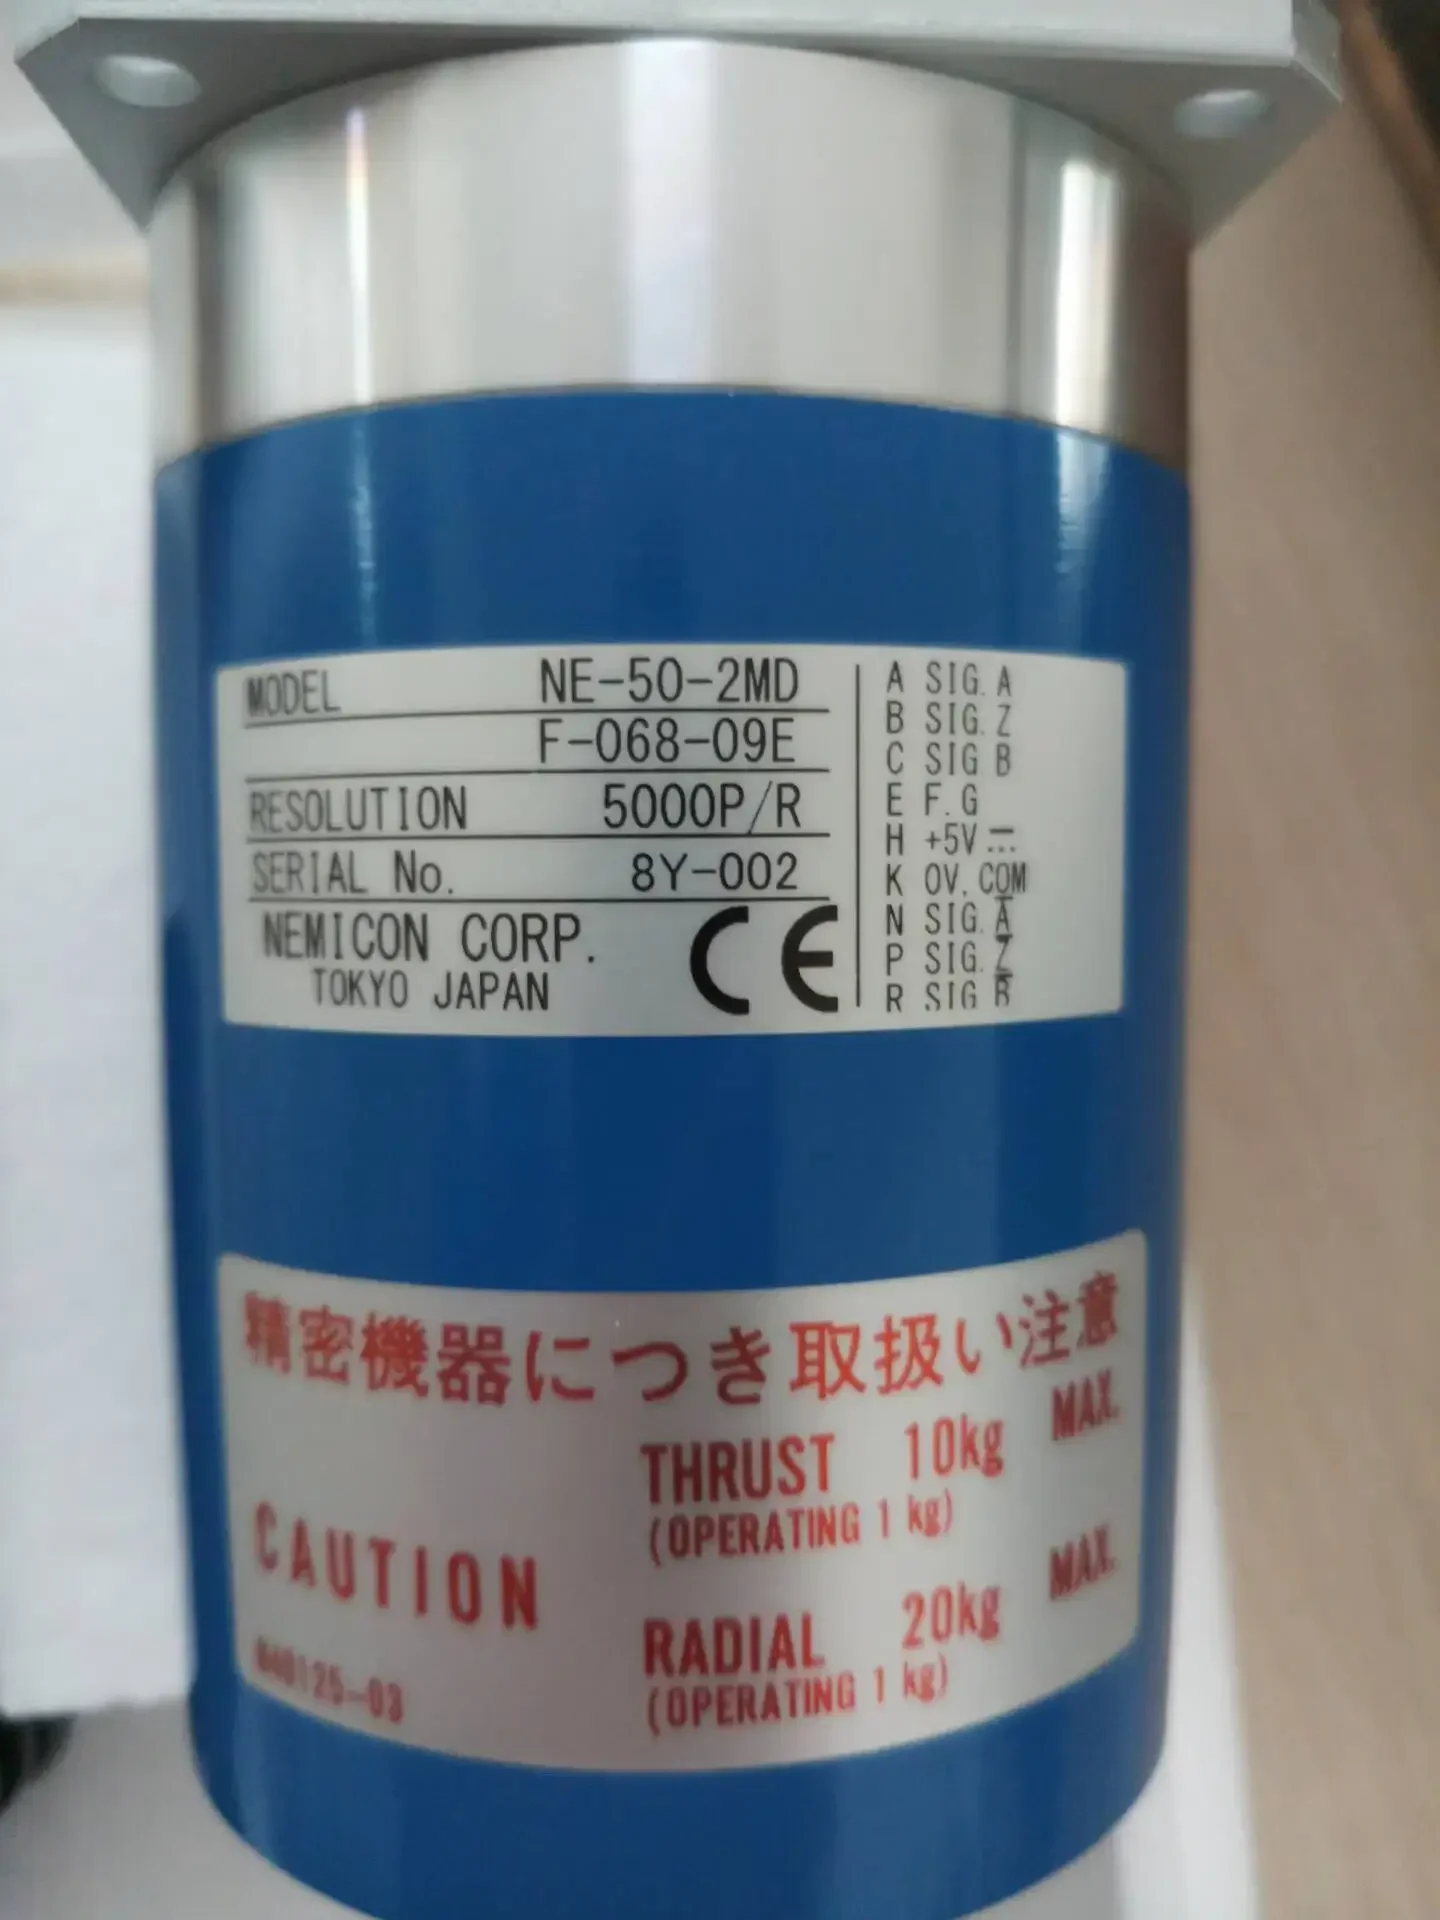 MODEL NE-50-2MD
F-068-09E
RESOLUTION 5000P/R
SERIAL No. 8Y-002
NEMICON CORP.
TOKYO JAPAN
CE
A SIG. A
B SIG. Z
C SIG B
E F.G
H +5V ⎓
K 0V, COM
N SIG. A̅
P SIG. Z̅
R SIG B̅
精密機器につき取扱い注意
CAUTION
THRUST 10kg MAX.
(OPERATING 1 kg)
RADIAL 20kg MAX.
(OPERATING 1 kg)